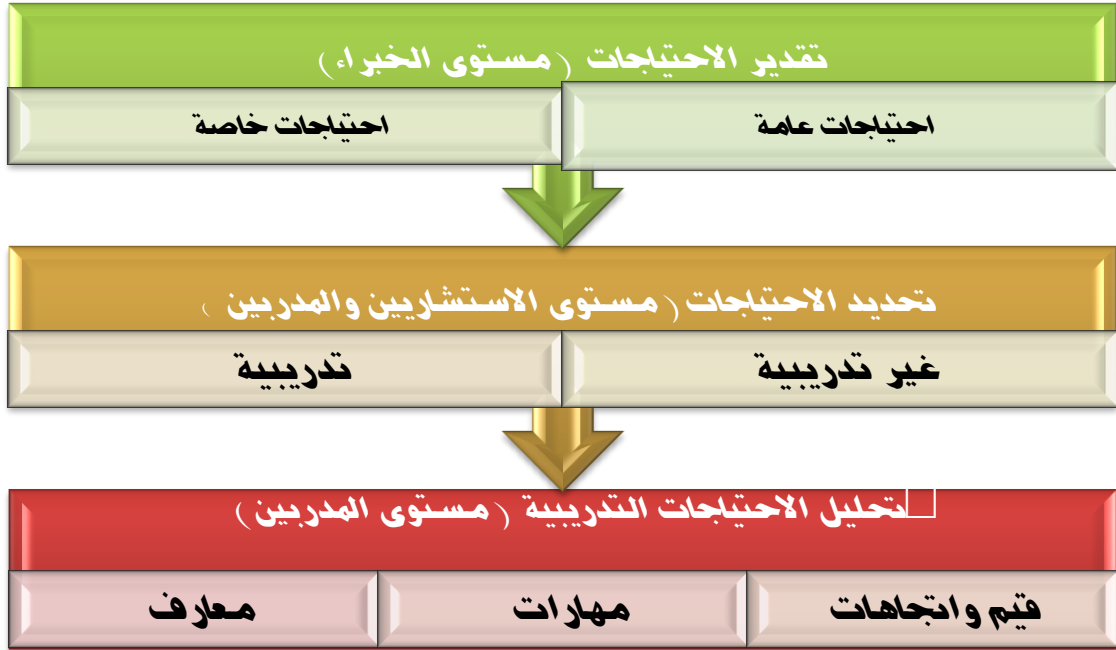 تقدير الاحتياجات (مستوى الخبراء)
احتياجات عامة
احتياجات خاصة
تحديد الاحتياجات (مستوى الاستشاريين والمدربين )
غير تدريبية
تدريبية
تحليل الاحتياجات التدريبية (مستوى المدربين)
قيم واتجاهات
مهارات
معارف